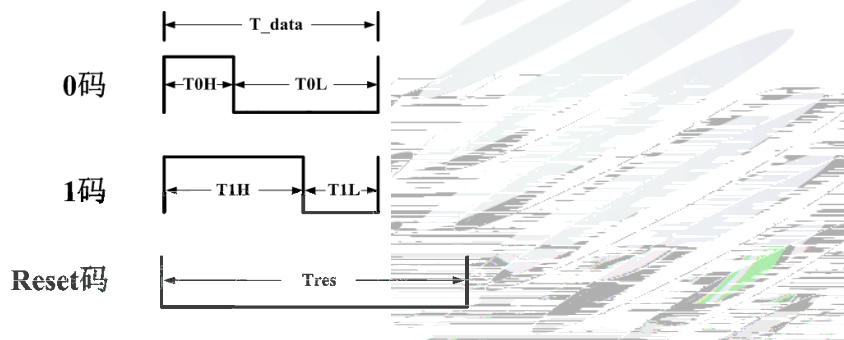 T_data
0码
T0H
T0L
1码
T1H
T1L
Reset码
Tres